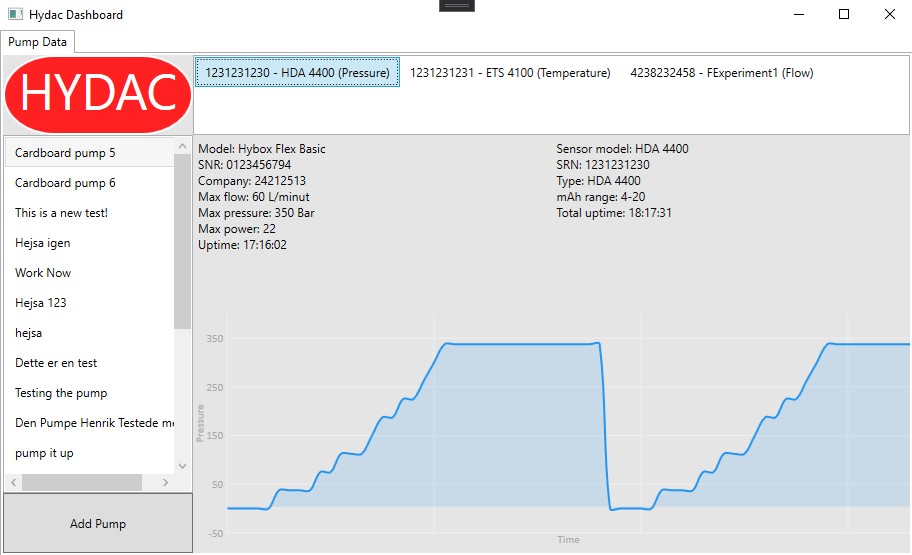 Hydac Dashboard
Pump Data
HYDAC
1231231230 - HDA 4400 (Pressure)
1231231231 - ETS 4100 (Temperature)
4238232458 - FExperiment1 (Flow)
Cardboard pump 5
Cardboard pump 6
This is a new test!
Hejsa igen
Work Now
Hejsa 123
hejsa
Dette er en test
Testing the pump
Den Pumpe Henrik Testede me
pump it up
Add Pump
Model: Hybox Flex Basic
SNR: 0123456794
Company: 24212513
Max flow: 60 L/minut
Max pressure: 350 Bar
Max power: 22
Uptime: 17:16:02
Sensor model: HDA 4400
SRN: 1231231230
Type: HDA 4400
mAh range: 4-20
Total uptime: 18:17:31
Pressure
350
250
150
50
-50
Time